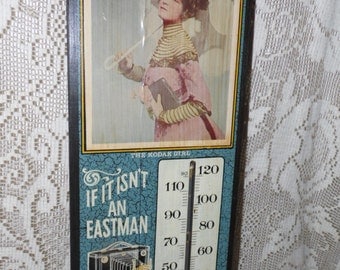 THE KODAK GIRL
IF IT ISN'T
AN
EASTMAN
120
110
100
90
80
70
60
50